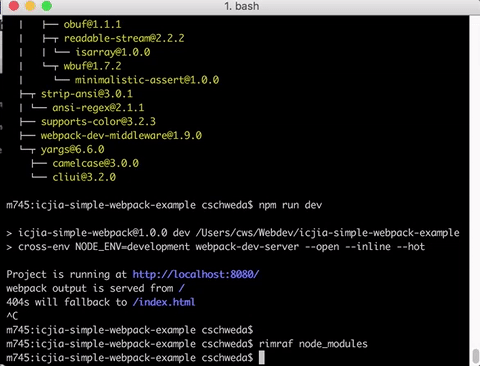 1. bash
│ ├── obuf@1.1.1
│ ├─┬ readable-stream@2.2.2
│ │ └── isarray@1.0.0
│ └─┬ wbuf@1.7.2
│   └── minimalistic-assert@1.0.0
├─┬ strip-ansi@3.0.1
│ └── ansi-regex@2.1.1
├── supports-color@3.2.3
├── webpack-dev-middleware@1.9.0
└─┬ yargs@6.6.0
  ├── camelcase@3.0.0
  └── cliui@3.2.0
m745:icjia-simple-webpack-example cschweda$ npm run dev
> icjia-simple-webpack@1.0.0 dev /Users/cws/Webdev/icjia-simple-webpack-example
> cross-env NODE_ENV=development webpack-dev-server --open --inline --hot
Project is running at http://localhost:8080/
webpack output is served from /
404s will fallback to /index.html
^C
m745:icjia-simple-webpack-example cschweda$
m745:icjia-simple-webpack-example cschweda$ rimraf node_modules
m745:icjia-simple-webpack-example cschweda$